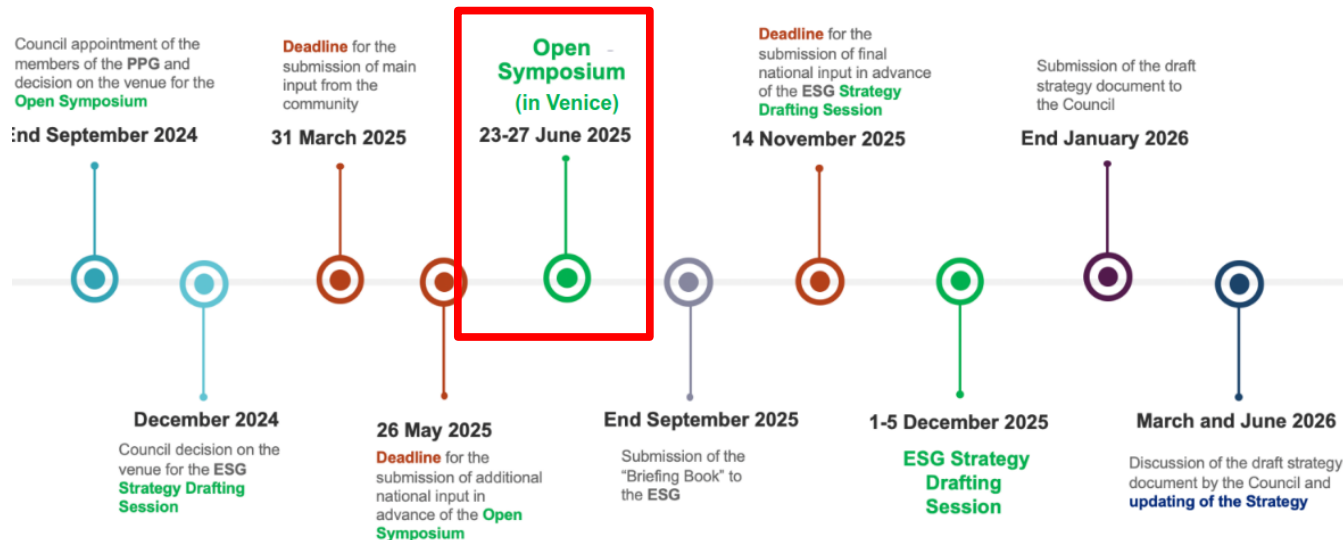 Council appointment of the
members of the PPG and
decision on the venue for the
Open Symposium
End September 2024
Deadline for the
submission of main
input from the
community
31 March 2025
Open
Symposium
(in Venice)
23-27 June 2025
Deadline for the
submission of final
national input in advance
of the ESG Strategy
Drafting Session
14 November 2025
Submission of the draft
strategy document to
the Council
End January 2026
December 2024
Council decision on the
venue for the ESG
Strategy Drafting
Session
26 May 2025
Deadline for the
submission of additional
national input in
advance of the Open
Symposium
End September 2025
Submission of the
“Briefing Book” to
the ESG
1-5 December 2025
ESG Strategy
Drafting
Session
March and June 2026
Discussion of the draft strategy
document by the Council and
updating of the Strategy